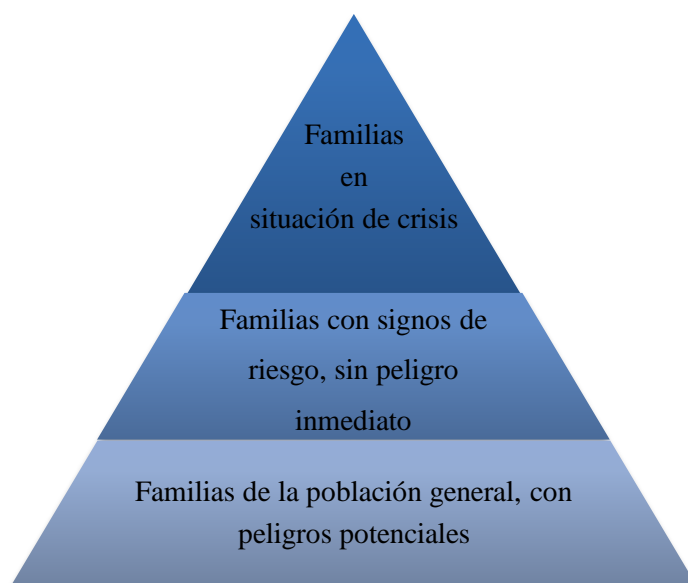 Familias
en
situación de crisis
Familias con signos de
riesgo, sin peligro
inmediato
Familias de la población general, con
peligros potenciales